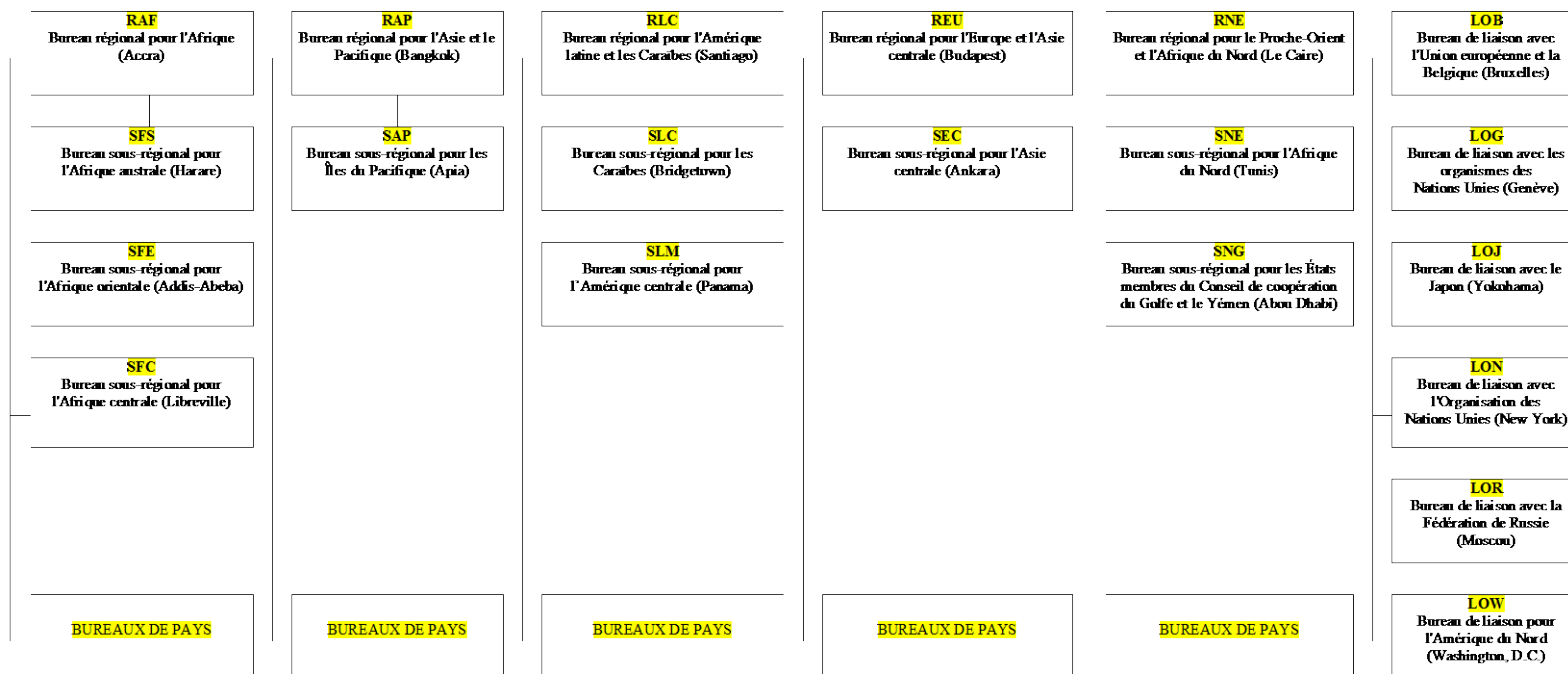 RAF
Bureau régional pour l'Afrique
(Accra)
SFS
Bureau sous-régional pour
l'Afrique australe (Harare)
SFE
Bureau sous-régional pour
l'Afrique orientale (Addis-Abeba)
SFC
Bureau sous-régional pour
l'Afrique centrale (Libreville)
BUREAUX DE PAYS
RAP
Bureau régional pour l'Asie et le
Pacifique (Bangkok)
SAP
Bureau sous-régional pour les
Îles du Pacifique (Apia)
BUREAUX DE PAYS
RLC
Bureau régional pour l'Amérique
latine et les Caraïbes (Santiago)
SLC
Bureau sous-régional pour les
Caraïbes (Bridgetown)
SLM
Bureau sous-régional pour
l'Amérique centrale (Panama)
BUREAUX DE PAYS
REU
Bureau régional pour l'Europe et l'Asie
centrale (Budapest)
SEC
Bureau sous-régional pour l'Asie
centrale (Ankara)
BUREAUX DE PAYS
RNE
Bureau régional pour le Proche-Orient
et l'Afrique du Nord (Le Caire)
SNE
Bureau sous-régional pour l'Afrique
du Nord (Tunis)
SNG
Bureau sous-régional pour les États
membres du Conseil de coopération
du Golfe et le Yémen (Abou Dhabi)
BUREAUX DE PAYS
LOB
Bureau de liaison avec
l'Union européenne et la
Belgique (Bruxelles)
LOG
Bureau de liaison avec les
organismes des
Nations Unies (Genève)
LOJ
Bureau de liaison avec le
Japon (Yokohama)
LON
Bureau de liaison avec
l'Organisation des
Nations Unies (New York)
LOR
Bureau de liaison avec la
Fédération de Russie
(Moscou)
LOW
Bureau de liaison pour
l'Amérique du Nord
(Washington, D.C.)